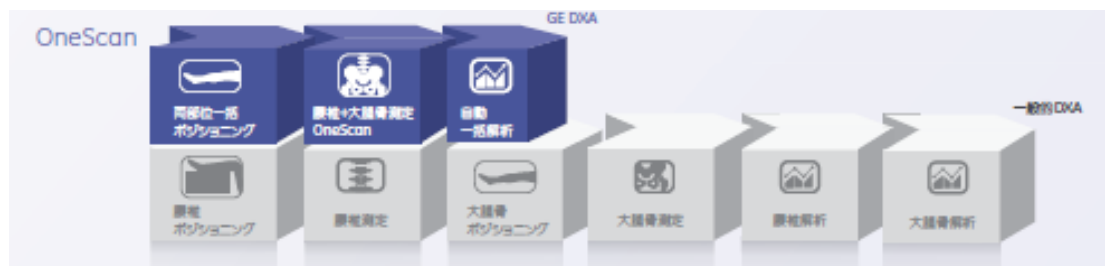 GE DXA
OneScan
両部位一括
ポジショニング
腰椎+大腿骨測定
OneScan
自動
一括解析
一般的DXA
腰椎
ポジショニング
腰椎測定
大腿骨
ポジショニング
大腿骨測定
腰椎解析
大腿骨解析